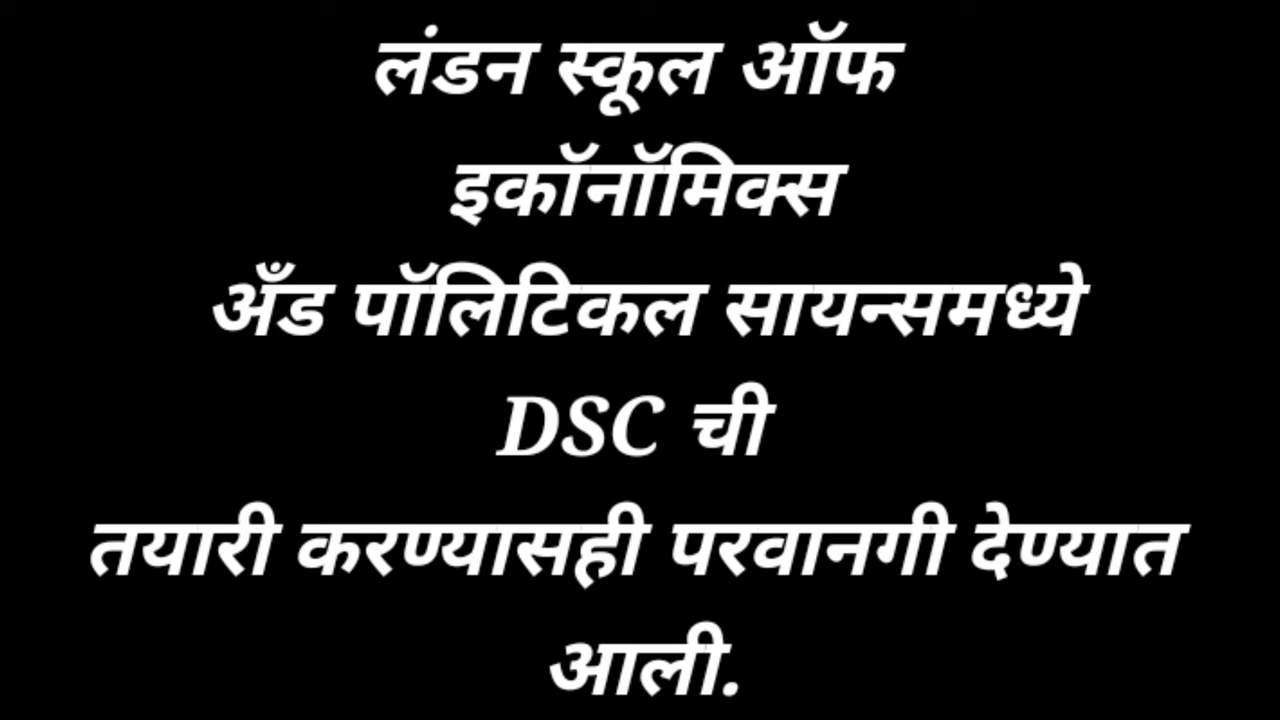 लंडन स्कूल ऑफ
इकॉनॉमिक्स
अँड पॉलिटिकल सायन्समध्ये
DSC ची
तयारी करण्यासही परवानगी देण्यात
आली.